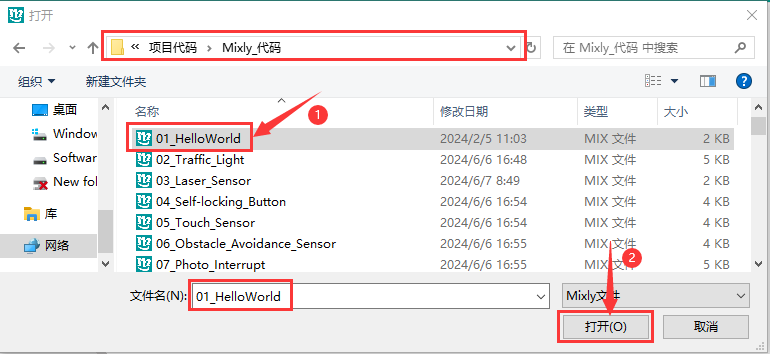 打开
« 项目代码 › Mixly_代码
在 Mixly_代码 中搜索
组织 新建文件夹
名称 修改日期 类型 大小
桌面
Window
Software
New fol
库
网络
01_HelloWorld 2024/2/5 11:03 MIX 文件 2 KB
1
02_Traffic_Light 2024/6/6 16:48 MIX 文件 5 KB
03_Laser_Sensor 2024/6/7 8:49 MIX 文件 2 KB
04_Self-locking_Button 2024/6/6 16:54 MIX 文件 4 KB
05_Touch_Sensor 2024/6/6 16:54 MIX 文件 4 KB
06_Obstacle_Avoidance_Sensor 2024/6/6 16:55 MIX 文件 4 KB
07_Photo_Interrupt 2024/6/6 16:55 MIX 文件 4 KB
2
文件名(N): 01_HelloWorld Mixly文件
打开(O) 取消